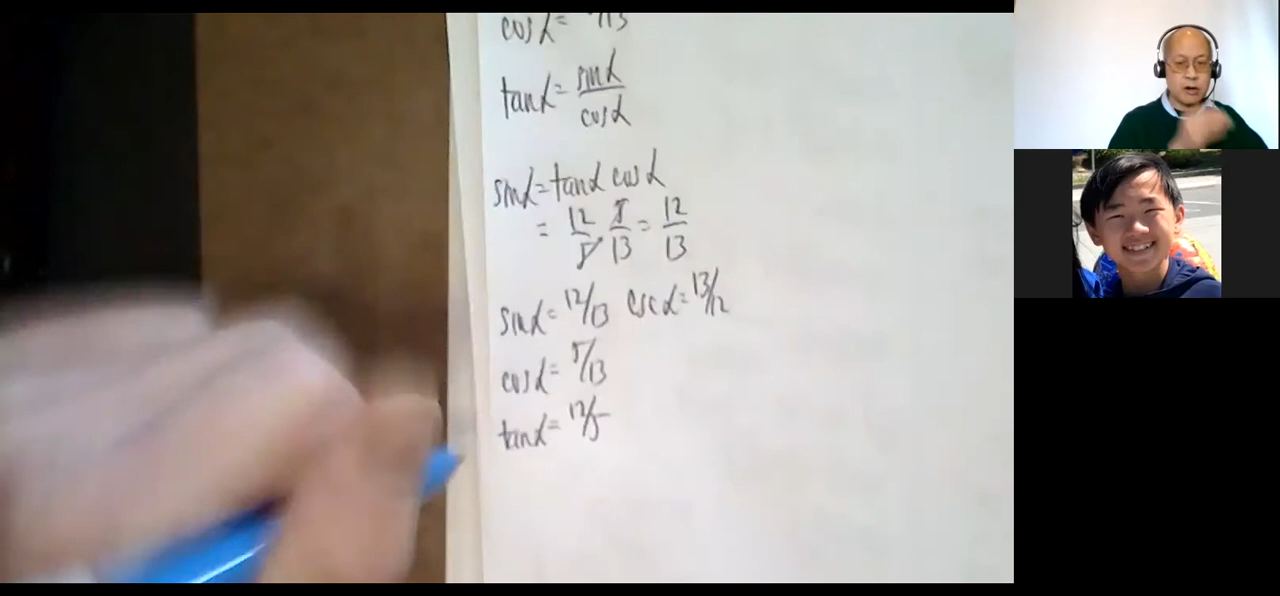 cosα=
tanα= sinα/cosα
sinα=tanα cosα
= 12/5 5/13 = 12/13
sinα= 12/13 cscα= 13/12
cosα= 5/13
tanα= 12/5